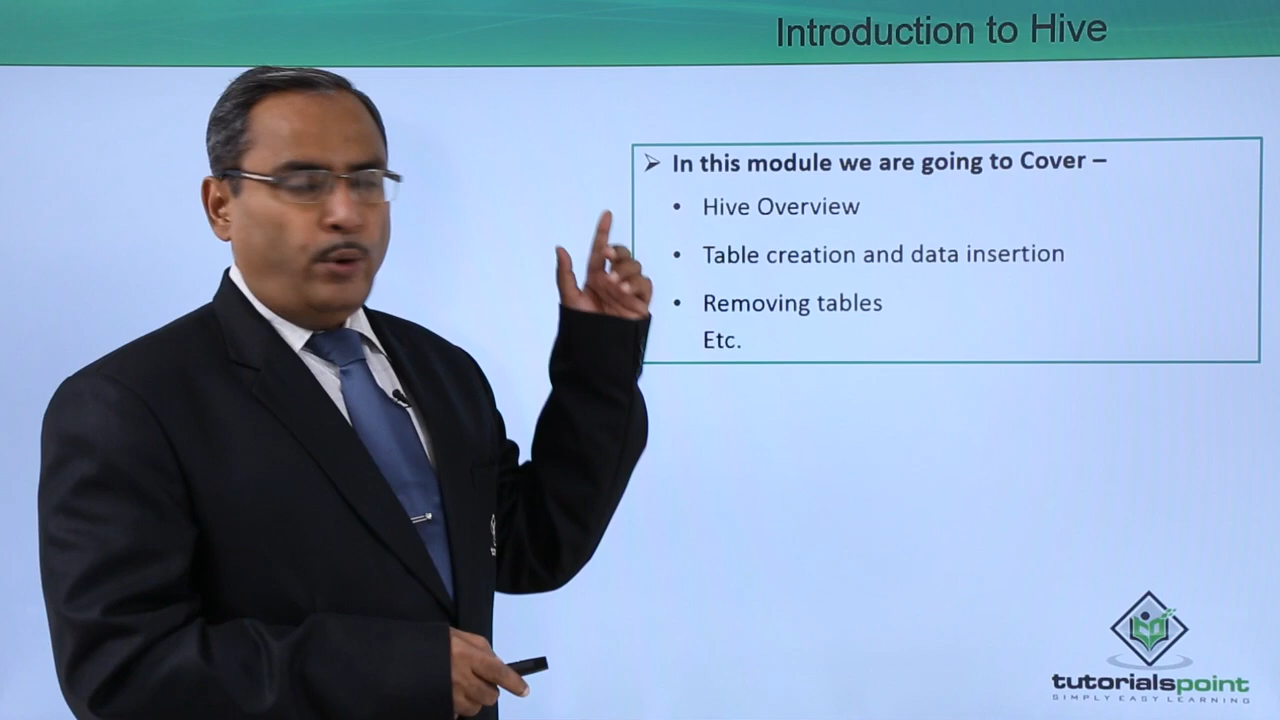 Introduction to Hive
➢ In this module we are going to Cover –
• Hive Overview
• Table creation and data insertion
• Removing tables
Etc.
tutorialspoint
SIMPLY EASY LEARNING